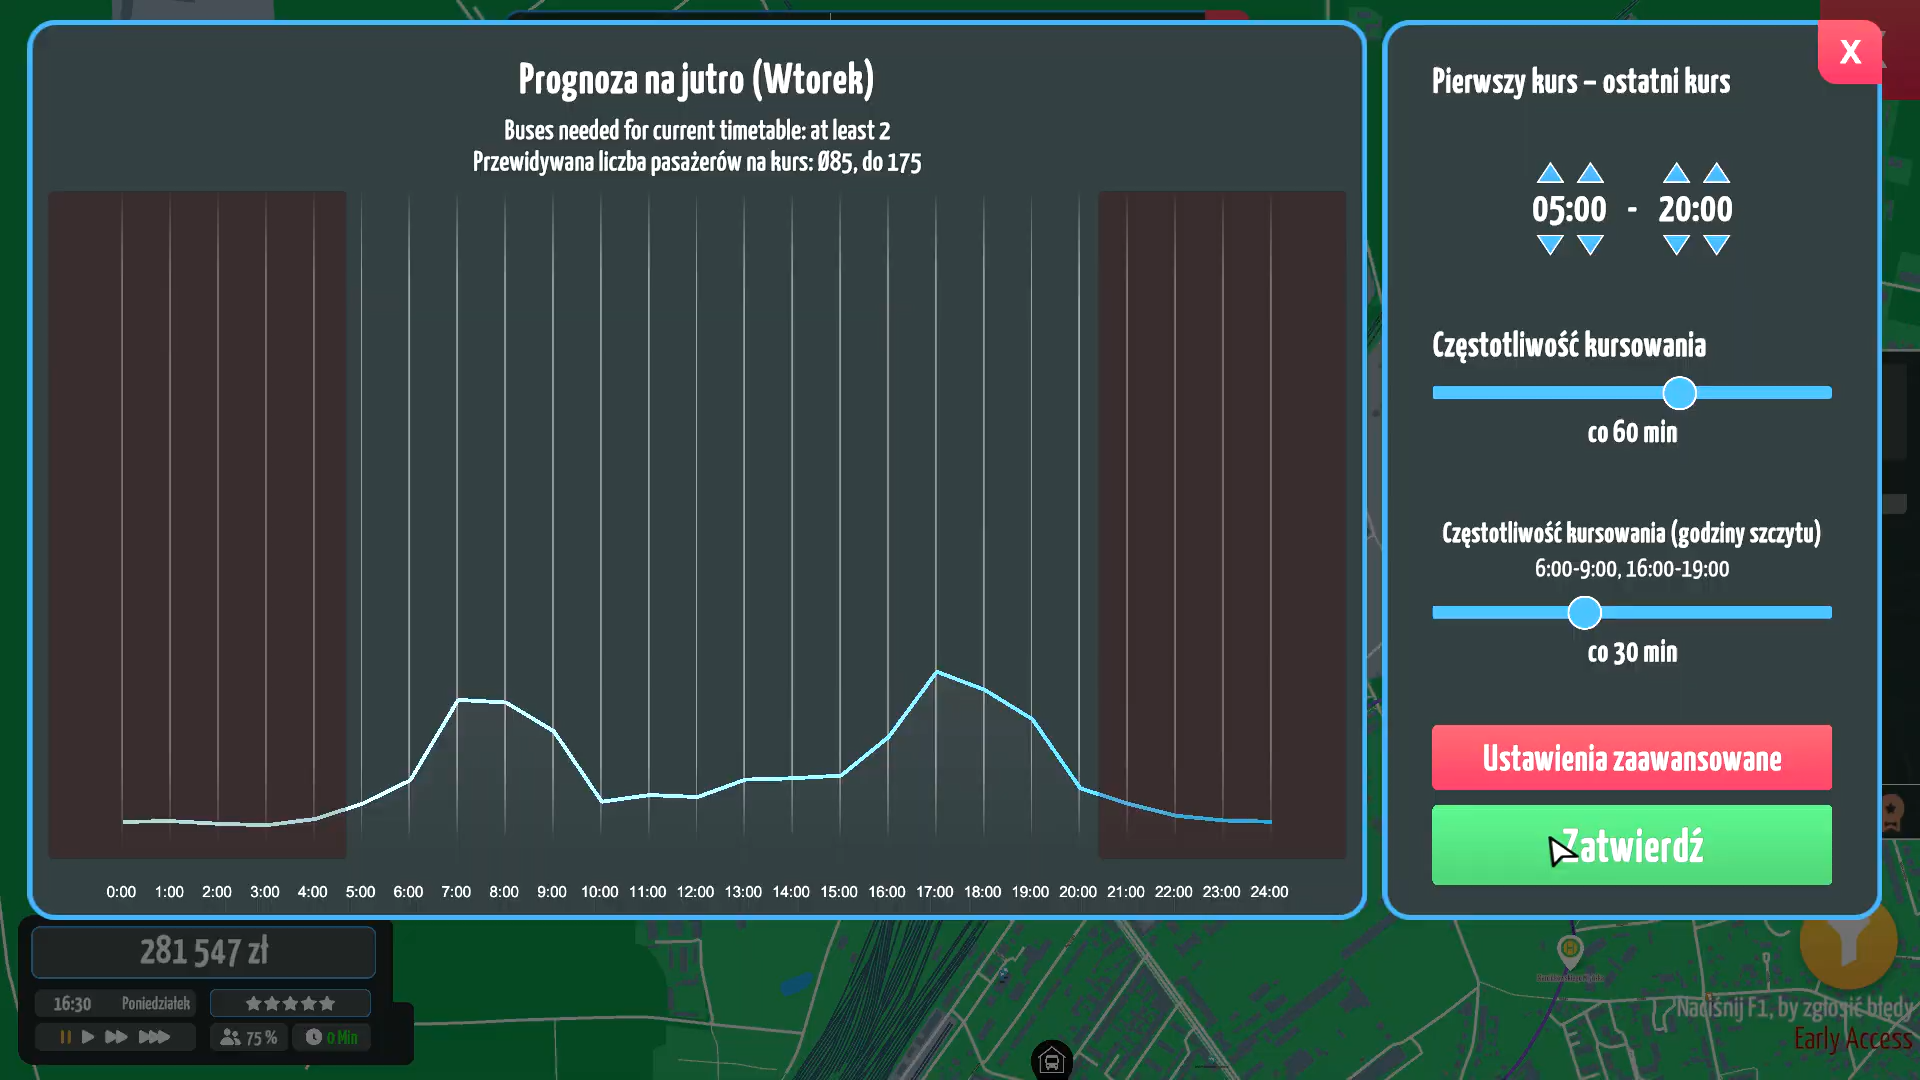 Prognoza na jutro (Wtorek)
Buses needed for current timetable: at least 2
Przewidywana liczba pasażerów na kurs: Ø85, do 175
0:00 1:00 2:00 3:00 4:00 5:00 6:00 7:00 8:00 9:00 10:00 11:00 12:00 13:00 14:00 15:00 16:00 17:00 18:00 19:00 20:00 21:00 22:00 23:00 24:00
X
Pierwszy kurs – ostatni kurs
05:00 - 20:00
Częstotliwość kursowania
co 60 min
Częstotliwość kursowania (godziny szczytu)
6:00-9:00, 16:00-19:00
co 30 min
Ustawienia zaawansowane
Zatwierdź
281 547 zł
16:30 Poniedziałek
75 % 0 Min
H
Naciśnij F1, by zgłosić błędy
Early Access